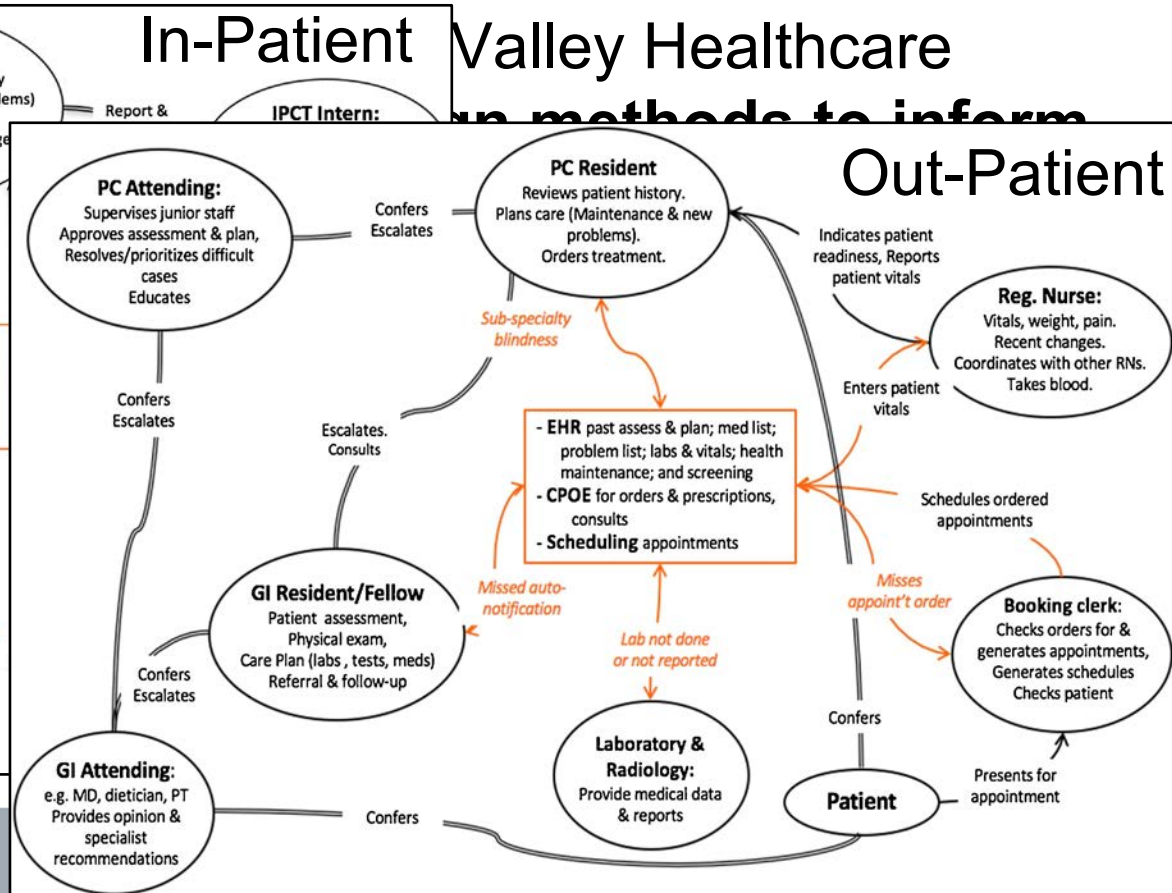 In-Patient
Valley Healthcare
methods to inform
Report &
IPCT Intern:
Out-Patient
PC Attending:
Supervises junior staff
Approves assessment & plan,
Resolves/prioritizes difficult
cases
Educates
Confers
Escalates
PC Resident
Reviews patient history.
Plans care (Maintenance & new
problems).
Orders treatment.
Indicates patient
readiness, Reports
patient vitals
Reg. Nurse:
Vitals, weight, pain.
Recent changes.
Coordinates with other RNs.
Takes blood.
Sub-specialty
blindness
Confers
Escalates
Enters patient
vitals
Escalates.
Consults
- EHR past assess & plan; med list;
problem list; labs & vitals; health
maintenance; and screening
- CPOE for orders & prescriptions,
consults
- Scheduling appointments
Schedules ordered
appointments
GI Resident/Fellow
Patient assessment,
Physical exam,
Care Plan (labs , tests, meds)
Referral & follow-up
Missed auto-
notification
Misses
appoint't order
Booking clerk:
Checks orders for &
generates appointments,
Generates schedules
Checks patient
Lab not done
or not reported
Confers
Escalates
Confers
Laboratory &
Radiology:
Provide medical data
& reports
GI Attending:
e.g. MD, dietician, PT
Provides opinion &
specialist
recommendations
Confers
Patient
Presents for
appointment